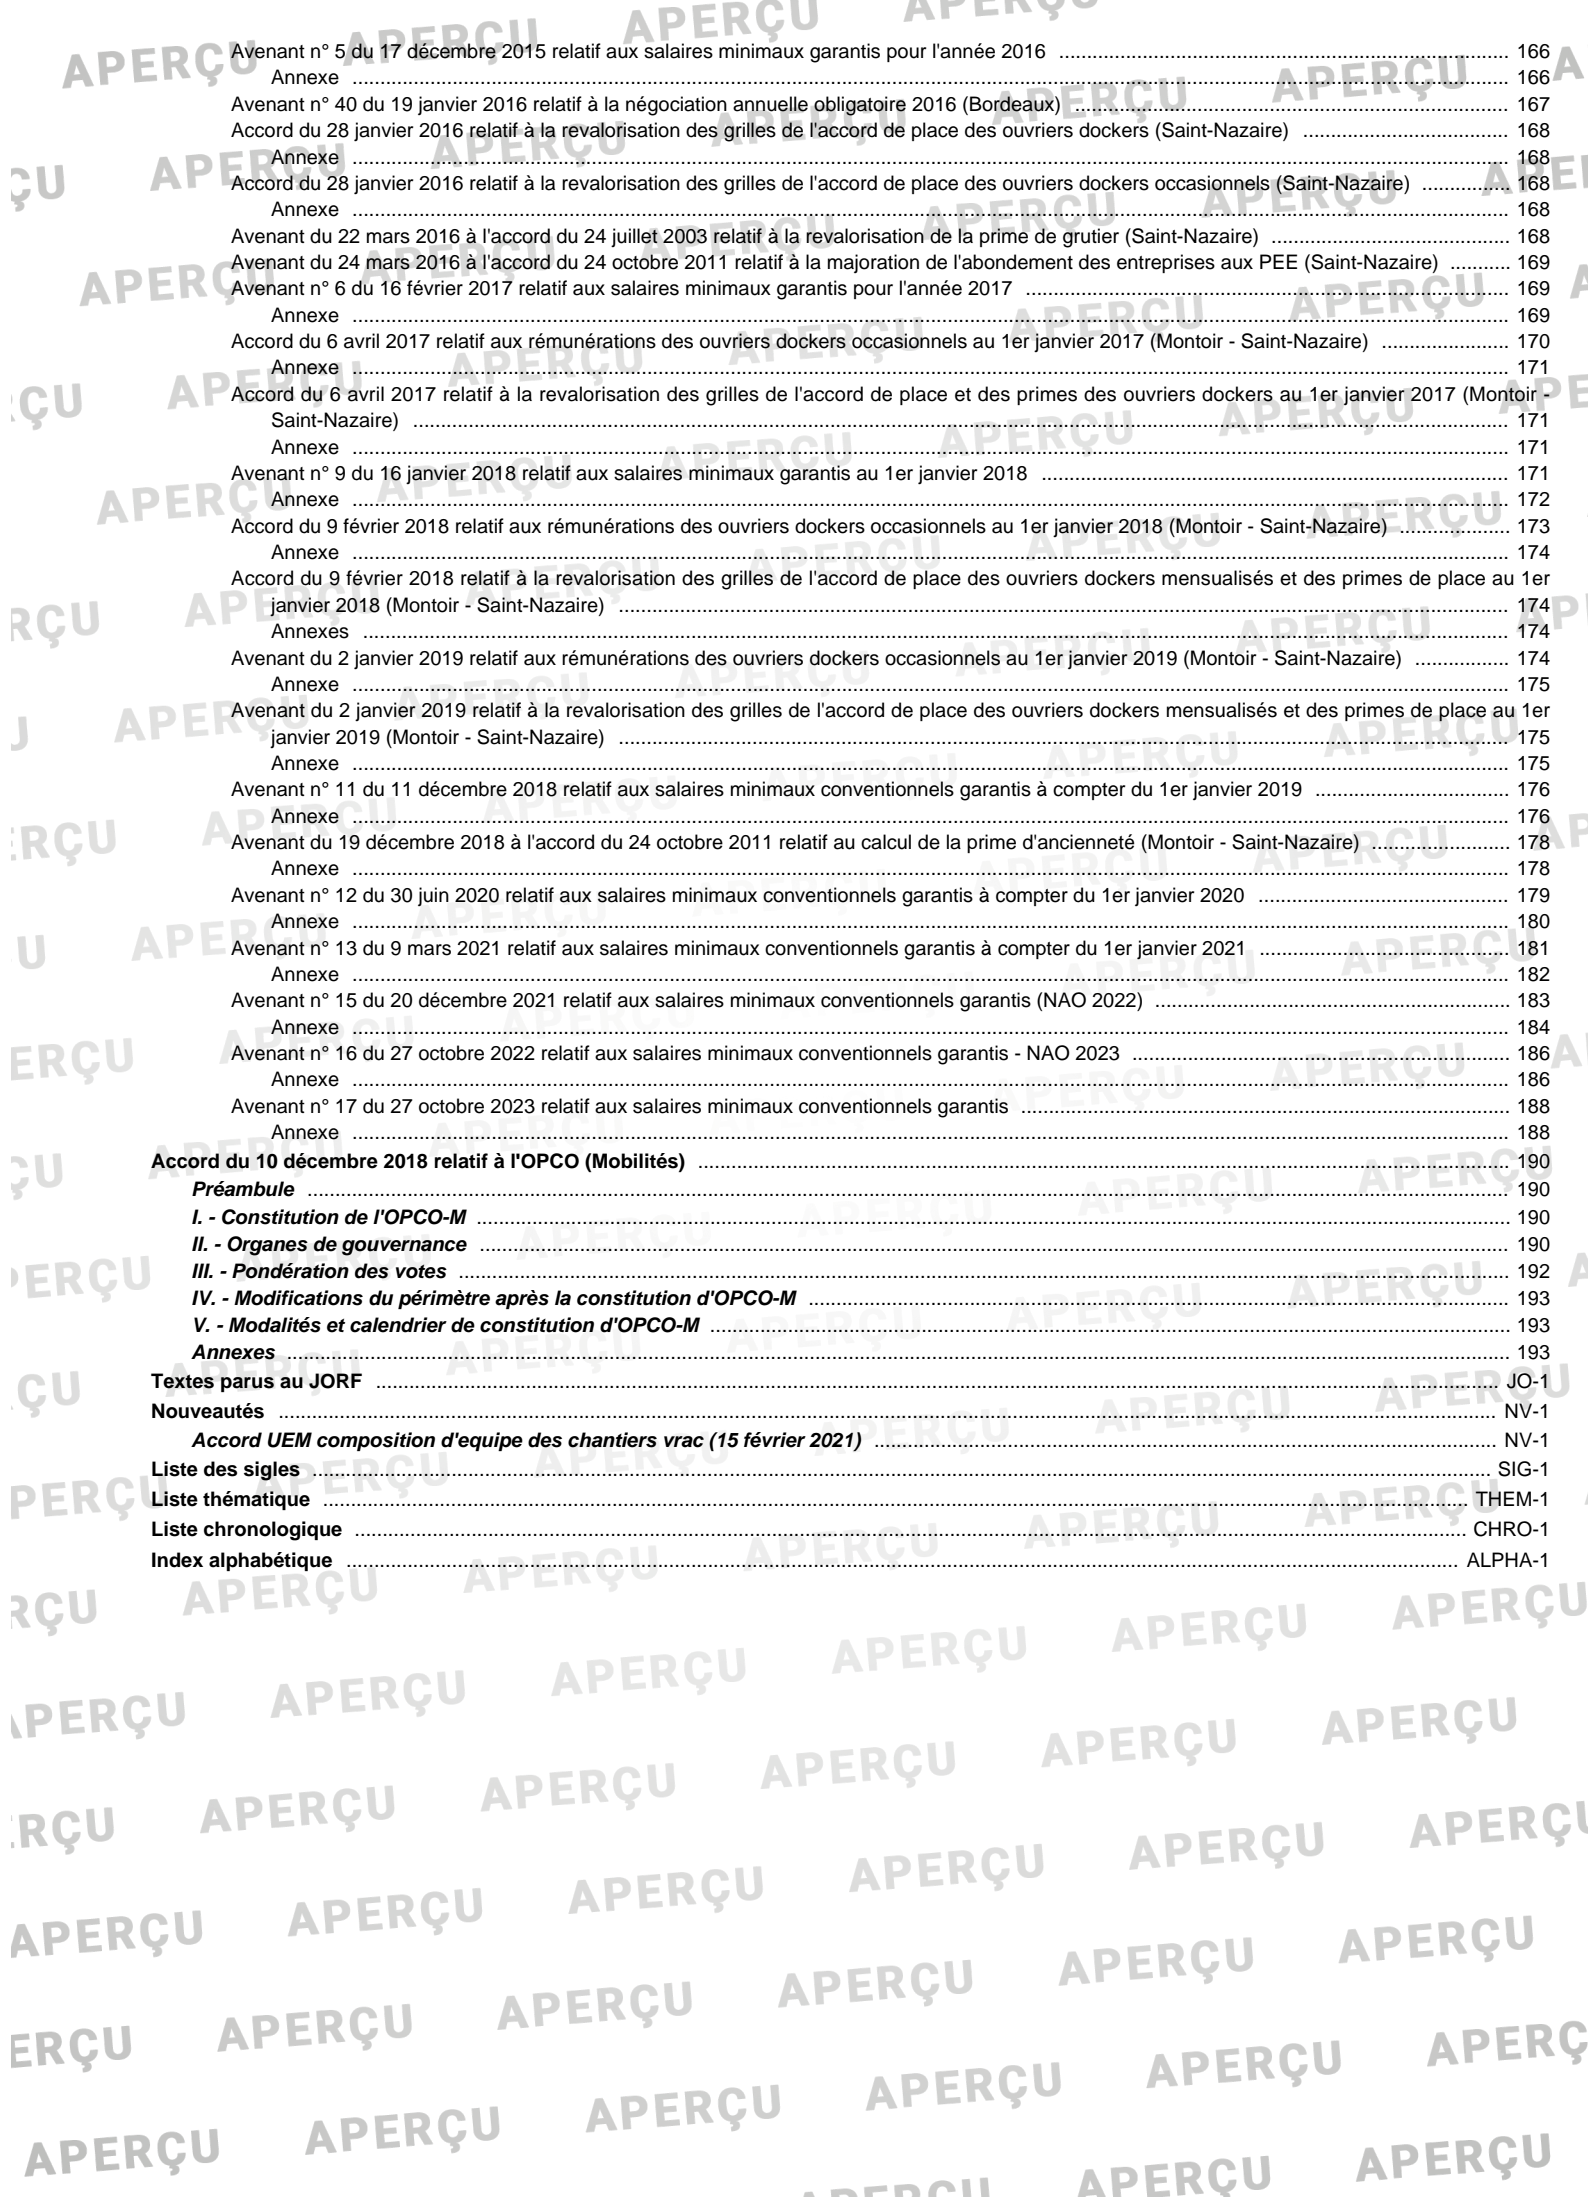 Avenant n° 5 du 17 décembre 2015 relatif aux salaires minimaux garantis pour l'année 2016 ... 166
Annexe ... 166
Avenant n° 40 du 19 janvier 2016 relatif à la négociation annuelle obligatoire 2016 (Bordeaux) ... 167
Accord du 28 janvier 2016 relatif à la revalorisation des grilles de l'accord de place des ouvriers dockers (Saint-Nazaire) ... 168
Annexe ... 168
Accord du 28 janvier 2016 relatif à la revalorisation des grilles de l'accord de place des ouvriers dockers occasionnels (Saint-Nazaire) ... 168
Annexe ... 168
Avenant du 22 mars 2016 à l'accord du 24 juillet 2003 relatif à la revalorisation de la prime de grutier (Saint-Nazaire) ... 168
Avenant du 24 mars 2016 à l'accord du 24 octobre 2011 relatif à la majoration de l'abondement des entreprises aux PEE (Saint-Nazaire) ... 169
Avenant n° 6 du 16 février 2017 relatif aux salaires minimaux garantis pour l'année 2017 ... 169
Annexe ... 169
Accord du 6 avril 2017 relatif aux rémunérations des ouvriers dockers occasionnels au 1er janvier 2017 (Montoir - Saint-Nazaire) ... 170
Annexe ... 171
Accord du 6 avril 2017 relatif à la revalorisation des grilles de l'accord de place et des primes des ouvriers dockers au 1er janvier 2017 (Montoir -
Saint-Nazaire) ... 171
Annexe ... 171
Avenant n° 9 du 16 janvier 2018 relatif aux salaires minimaux garantis au 1er janvier 2018 ... 171
Annexe ... 172
Accord du 9 février 2018 relatif aux rémunérations des ouvriers dockers occasionnels au 1er janvier 2018 (Montoir - Saint-Nazaire) ... 173
Annexe ... 174
Accord du 9 février 2018 relatif à la revalorisation des grilles de l'accord de place des ouvriers dockers mensualisés et des primes de place au 1er
janvier 2018 (Montoir - Saint-Nazaire) ... 174
Annexes ... 174
Avenant du 2 janvier 2019 relatif aux rémunérations des ouvriers dockers occasionnels au 1er janvier 2019 (Montoir - Saint-Nazaire) ... 174
Annexe ... 175
Avenant du 2 janvier 2019 relatif à la revalorisation des grilles de l'accord de place des ouvriers dockers mensualisés et des primes de place au 1er
janvier 2019 (Montoir - Saint-Nazaire) ... 175
Annexe ... 175
Avenant n° 11 du 11 décembre 2018 relatif aux salaires minimaux conventionnels garantis à compter du 1er janvier 2019 ... 176
Annexe ... 176
Avenant du 19 décembre 2018 à l'accord du 24 octobre 2011 relatif au calcul de la prime d'ancienneté (Montoir - Saint-Nazaire) ... 178
Annexe ... 178
Avenant n° 12 du 30 juin 2020 relatif aux salaires minimaux conventionnels garantis à compter du 1er janvier 2020 ... 179
Annexe ... 180
Avenant n° 13 du 9 mars 2021 relatif aux salaires minimaux conventionnels garantis à compter du 1er janvier 2021 ... 181
Annexe ... 182
Avenant n° 15 du 20 décembre 2021 relatif aux salaires minimaux conventionnels garantis (NAO 2022) ... 183
Annexe ... 184
Avenant n° 16 du 27 octobre 2022 relatif aux salaires minimaux conventionnels garantis - NAO 2023 ... 186
Annexe ... 186
Avenant n° 17 du 27 octobre 2023 relatif aux salaires minimaux conventionnels garantis ... 188
Annexe ... 188
Accord du 10 décembre 2018 relatif à l'OPCO (Mobilités) ... 190
Préambule ... 190
I. - Constitution de l'OPCO-M ... 190
II. - Organes de gouvernance ... 190
III. - Pondération des votes ... 192
IV. - Modifications du périmètre après la constitution d'OPCO-M ... 193
V. - Modalités et calendrier de constitution d'OPCO-M ... 193
Annexes ... 193
Textes parus au JORF ... JO-1
Nouveautés ... NV-1
Accord UEM composition d'equipe des chantiers vrac (15 février 2021) ... NV-1
Liste des sigles ... SIG-1
Liste thématique ... THEM-1
Liste chronologique ... CHRO-1
Index alphabétique ... ALPHA-1
APERÇU